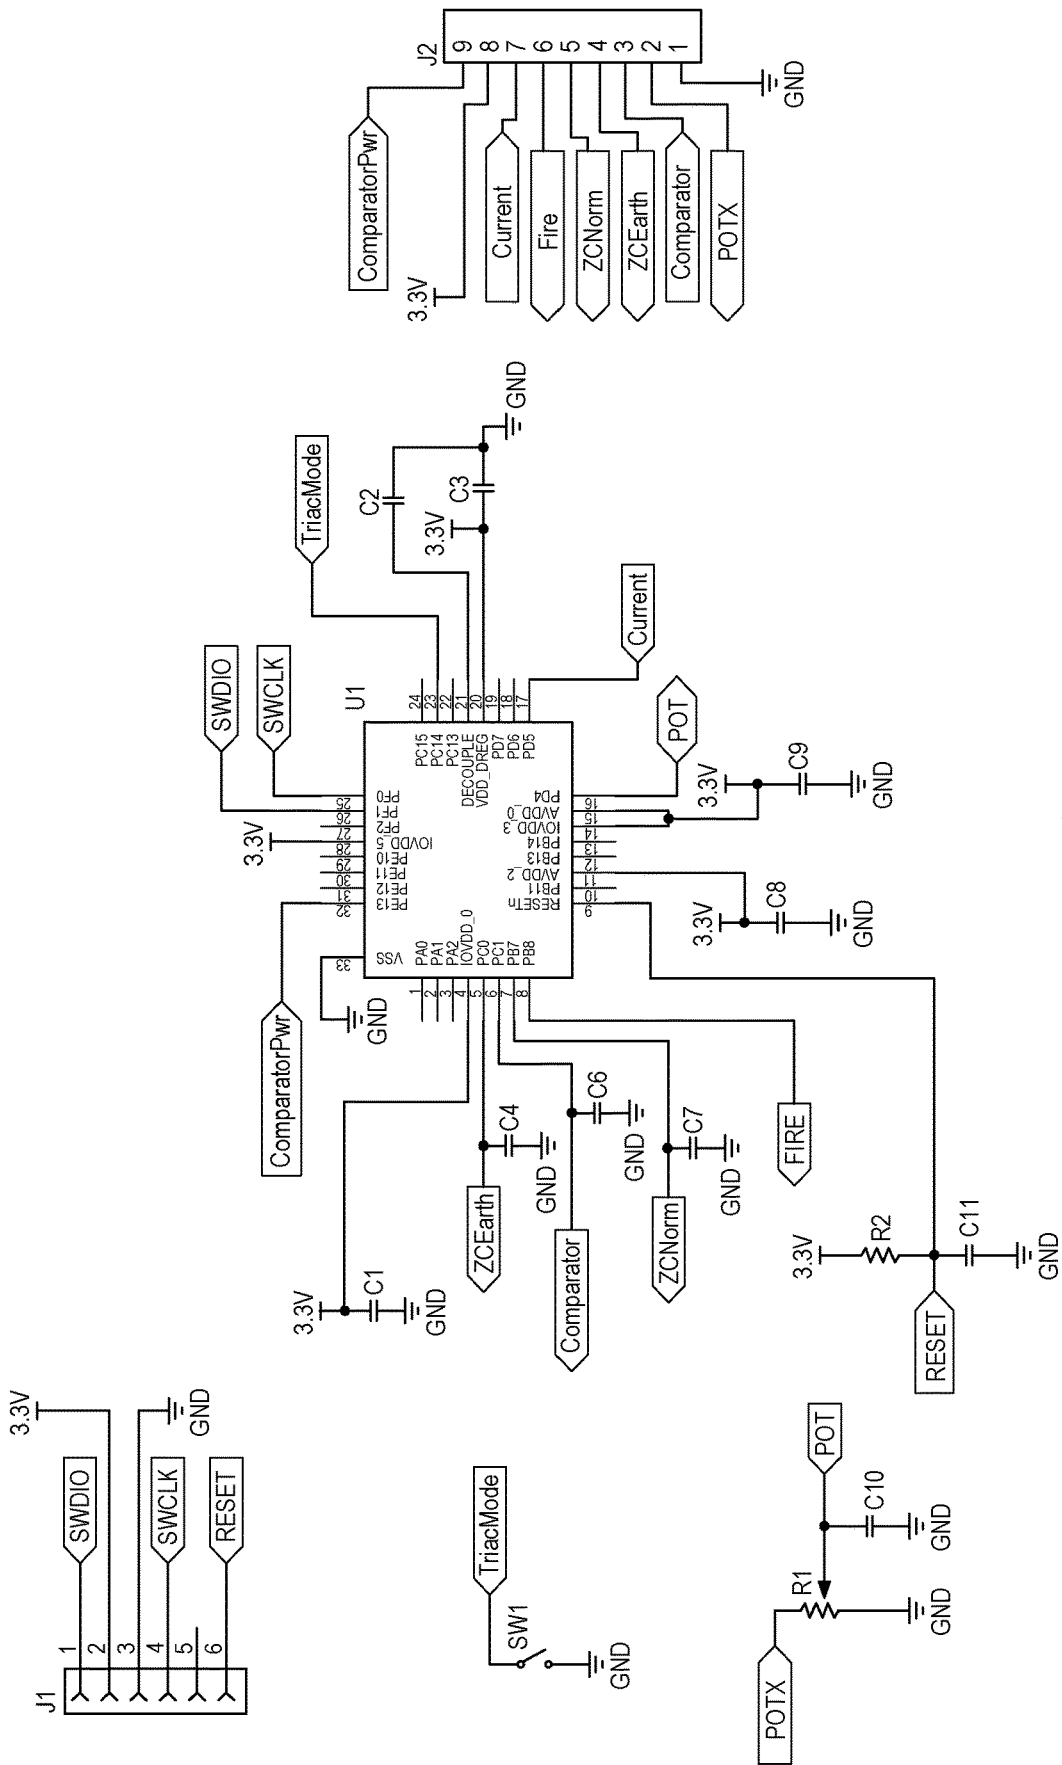 J1
1
2
3
4
5
6
SWDIO
3.3V
GND
SWCLK
RESET
TriacMode
SW1
GND
POTX
R1
GND
POT
C10
GND
3.3V
C1
GND
ZCEarth
C4
GND
Comparator
C6
GND
ZCNorm
C7
GND
FIRE
3.3V
R2
RESET
C11
GND
ComparatorPwr
GND
3.3V
SWDIO
SWCLK
U1
33 VSS
32 PE13
31 PE12
30 PE11
29 PE10
28 IOVDD_5
27 PF2
26 PF1
25 PF0
1 PA0
2 PA1
3 PA2
4 IOVDD_0
5 PC0
6 PC1
7 PB7
8 PB8
PC15 24
PC14 23
PC13 22
DECOUPLE 21
VDD_DREG 20
PD7 19
PD6 18
PD5 17
RESETn 9
PB11 10
AVDD_2 11
PB13 12
PB14 13
IOVDD_3 14
AVDD_0 15
PD4 16
3.3V
C8
GND
3.3V
C9
GND
POT
Current
TriacMode
C2
3.3V
C3
GND
J2
9
8
7
6
5
4
3
2
1
ComparatorPwr
3.3V
Current
Fire
ZCNorm
ZCEarth
Comparator
POTX
GND